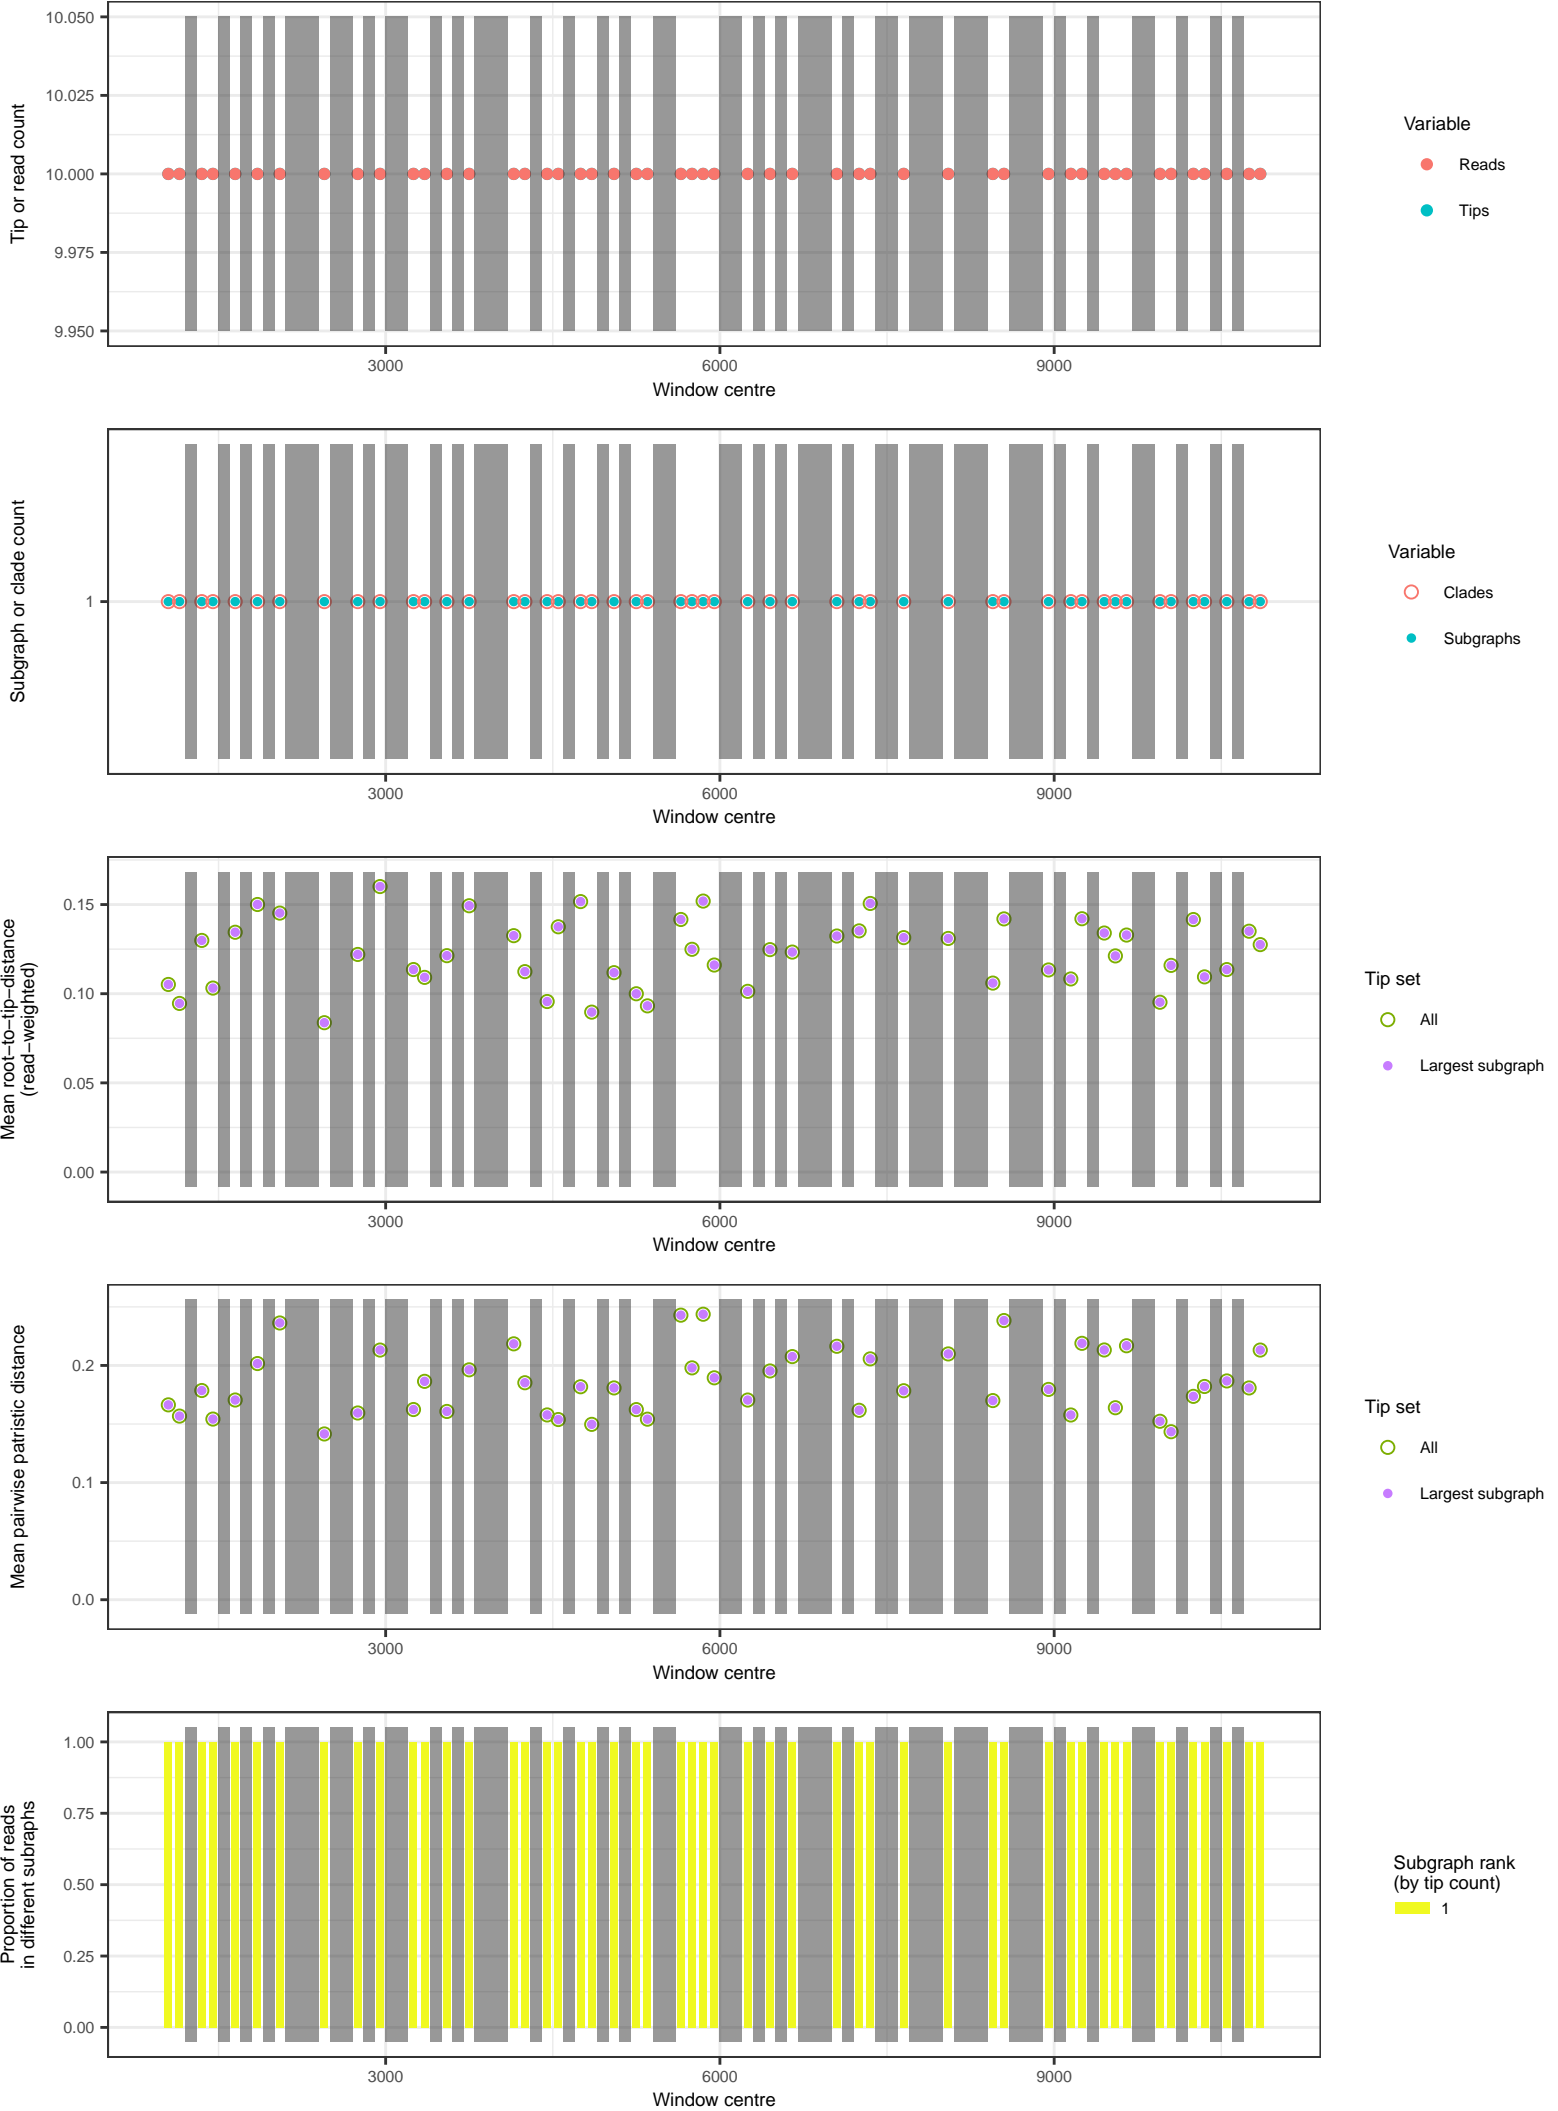 10.050
10.025
10.000
9.975
9.950
Tip or read count
3000
6000
9000
Window centre
Variable
Reads
Tips
1
Subgraph or clade count
3000
6000
9000
Window centre
Variable
Clades
Subgraphs
0.15
0.10
0.05
0.00
Mean root−to−tip−distance
(read−weighted)
3000
6000
9000
Window centre
Tip set
All
Largest subgraph
0.2
0.1
0.0
Mean pairwise patristic distance
3000
6000
9000
Window centre
Tip set
All
Largest subgraph
1.00
0.75
0.50
0.25
0.00
Proportion of reads
in different subraphs
3000
6000
9000
Window centre
Subgraph rank
(by tip count)
1